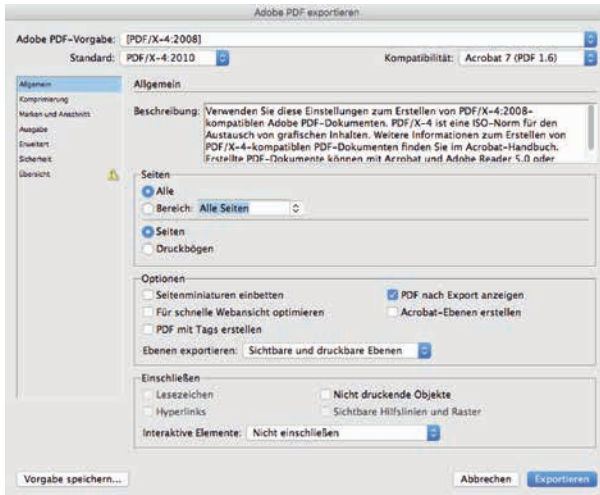 Adobe PDF exportieren
Adobe PDF-Vorgabe: [PDF/X-4:2008]
Standard: PDF/X-4:2010 Kompatibilität: Acrobat 7 (PDF 1.6)
Allgemein
Komprimierung
Marken und Anschnitt
Ausgabe
Erweitert
Sicherheit
Übersicht
Allgemein
Beschreibung: Verwenden Sie diese Einstellungen zum Erstellen von PDF/X-4:2008-
kompatiblen Adobe PDF-Dokumenten. PDF/X-4 ist eine ISO-Norm für den
Austausch von grafischen Inhalten. Weitere Informationen zum Erstellen von
PDF/X-4-kompatiblen PDF-Dokumenten finden Sie im Acrobat-Handbuch.
Erstellte PDF-Dokumente können mit Acrobat und Adobe Reader 5.0 oder
Seiten
Alle
Bereich: Alle Seiten
Seiten
Druckbögen
Optionen
Seitenminiaturen einbetten PDF nach Export anzeigen
Für schnelle Webansicht optimieren Acrobat-Ebenen erstellen
PDF mit Tags erstellen
Ebenen exportieren: Sichtbare und druckbare Ebenen
Einschließen
Lesezeichen Nicht druckende Objekte
Hyperlinks Sichtbare Hilfslinien und Raster
Interaktive Elemente: Nicht einschließen
Vorgabe speichern... Abbrechen Exportieren